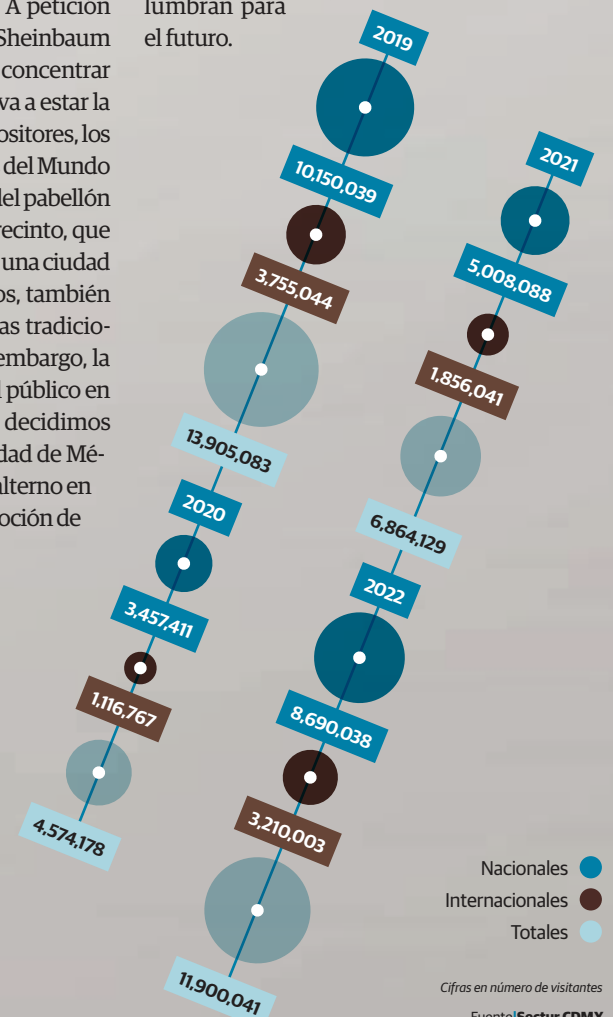 A petición
Sheinbaum
concentrar
va a estar la
ositores, los
del Mundo
del pabellón
recinto, que
una ciudad
os, también
as tradicio-
embargo, la
l público en
decidimos
dad de Mé-
alterno en
oción de
lumbran para
el futuro.
2019
10,150,039
3,755,044
13,905,083
2020
3,457,411
1,116,767
4,574,178
2021
5,008,088
1,856,041
6,864,129
2022
8,690,038
3,210,003
11,900,041
Nacionales
Internacionales
Totales
Cifras en número de visitantes
Fuente|Sectur CDMX